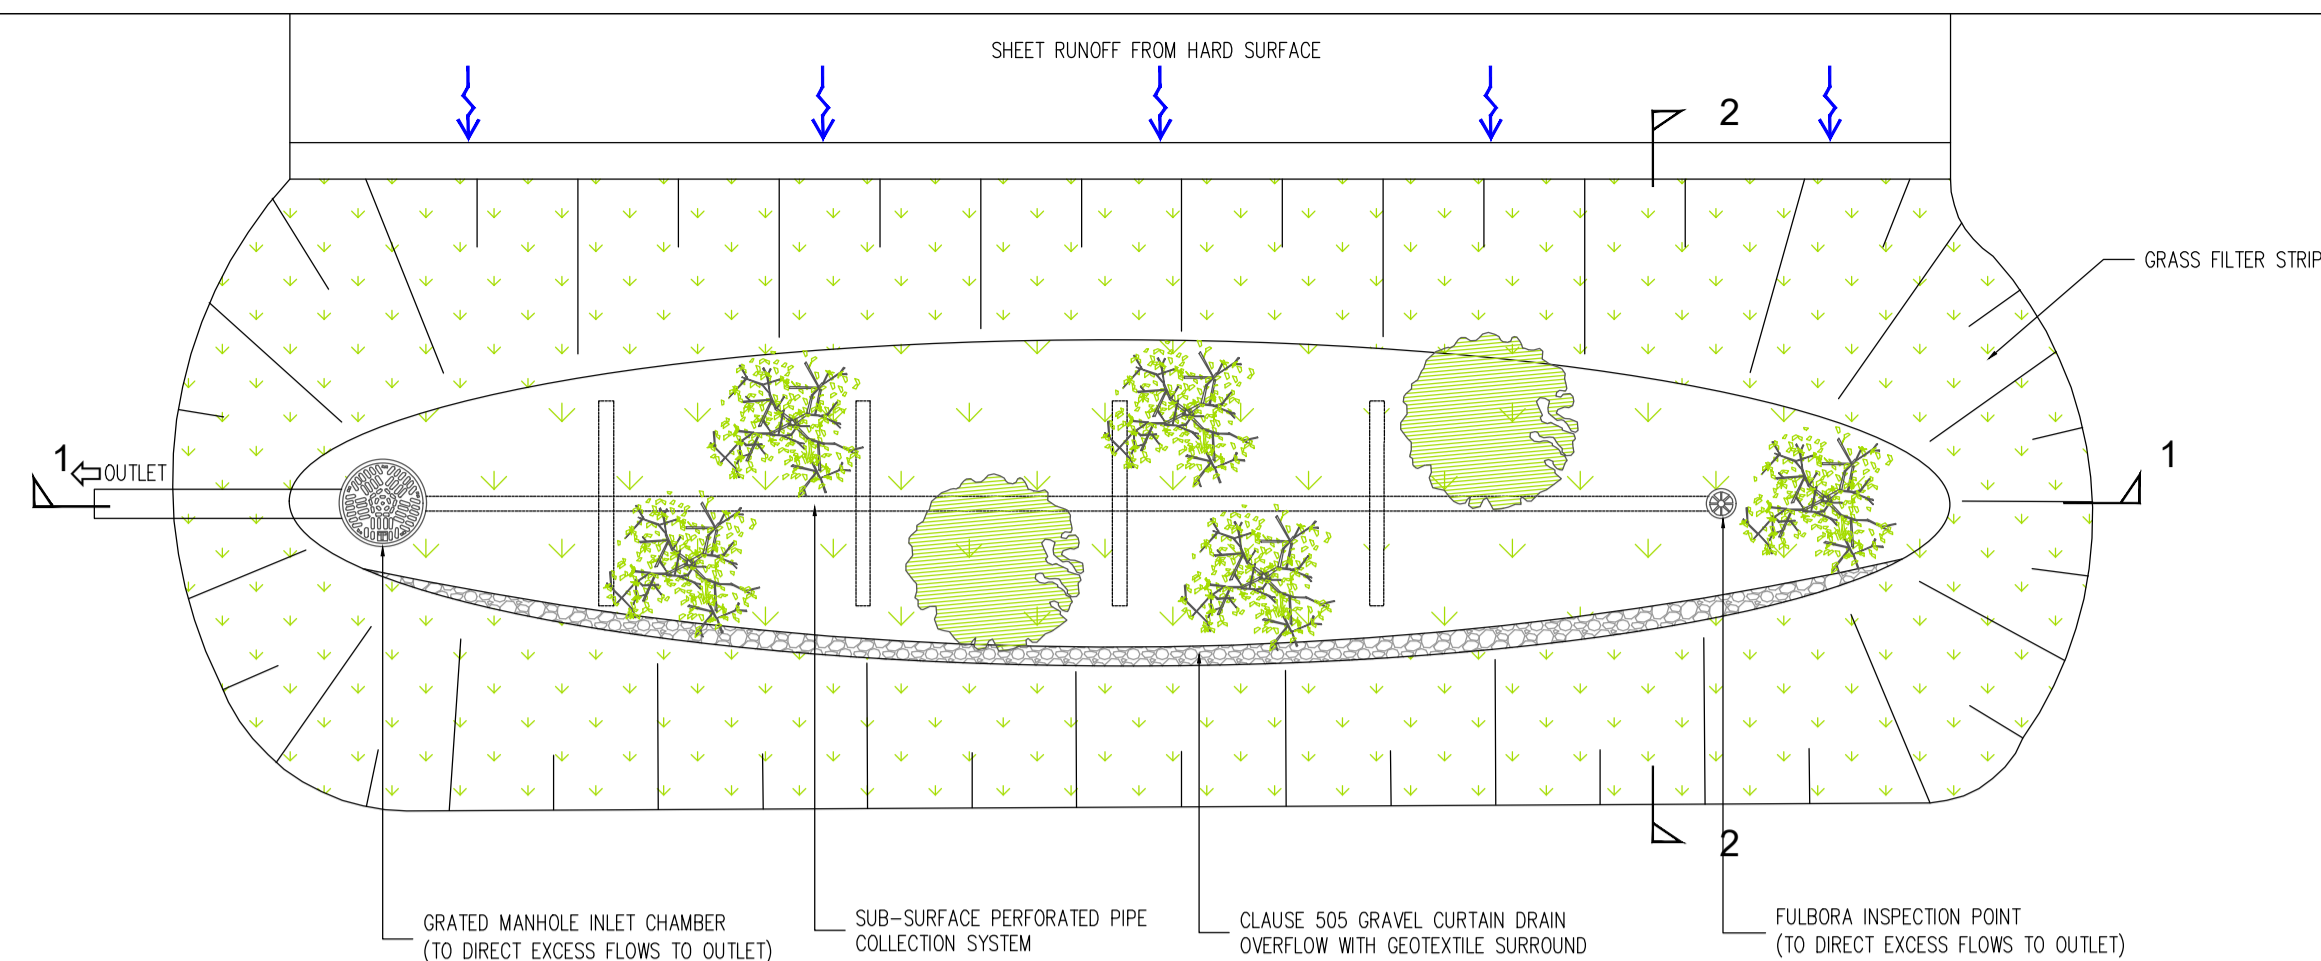 SHEET RUNOFF FROM HARD SURFACE
2
GRASS FILTER STRIP
1
OUTLET
1
2
GRATED MANHOLE INLET CHAMBER
(TO DIRECT EXCESS FLOWS TO OUTLET)
SUB-SURFACE PERFORATED PIPE
COLLECTION SYSTEM
CLAUSE 505 GRAVEL CURTAIN DRAIN
OVERFLOW WITH GEOTEXTILE SURROUND
FULBORA INSPECTION POINT
(TO DIRECT EXCESS FLOWS TO OUTLET)